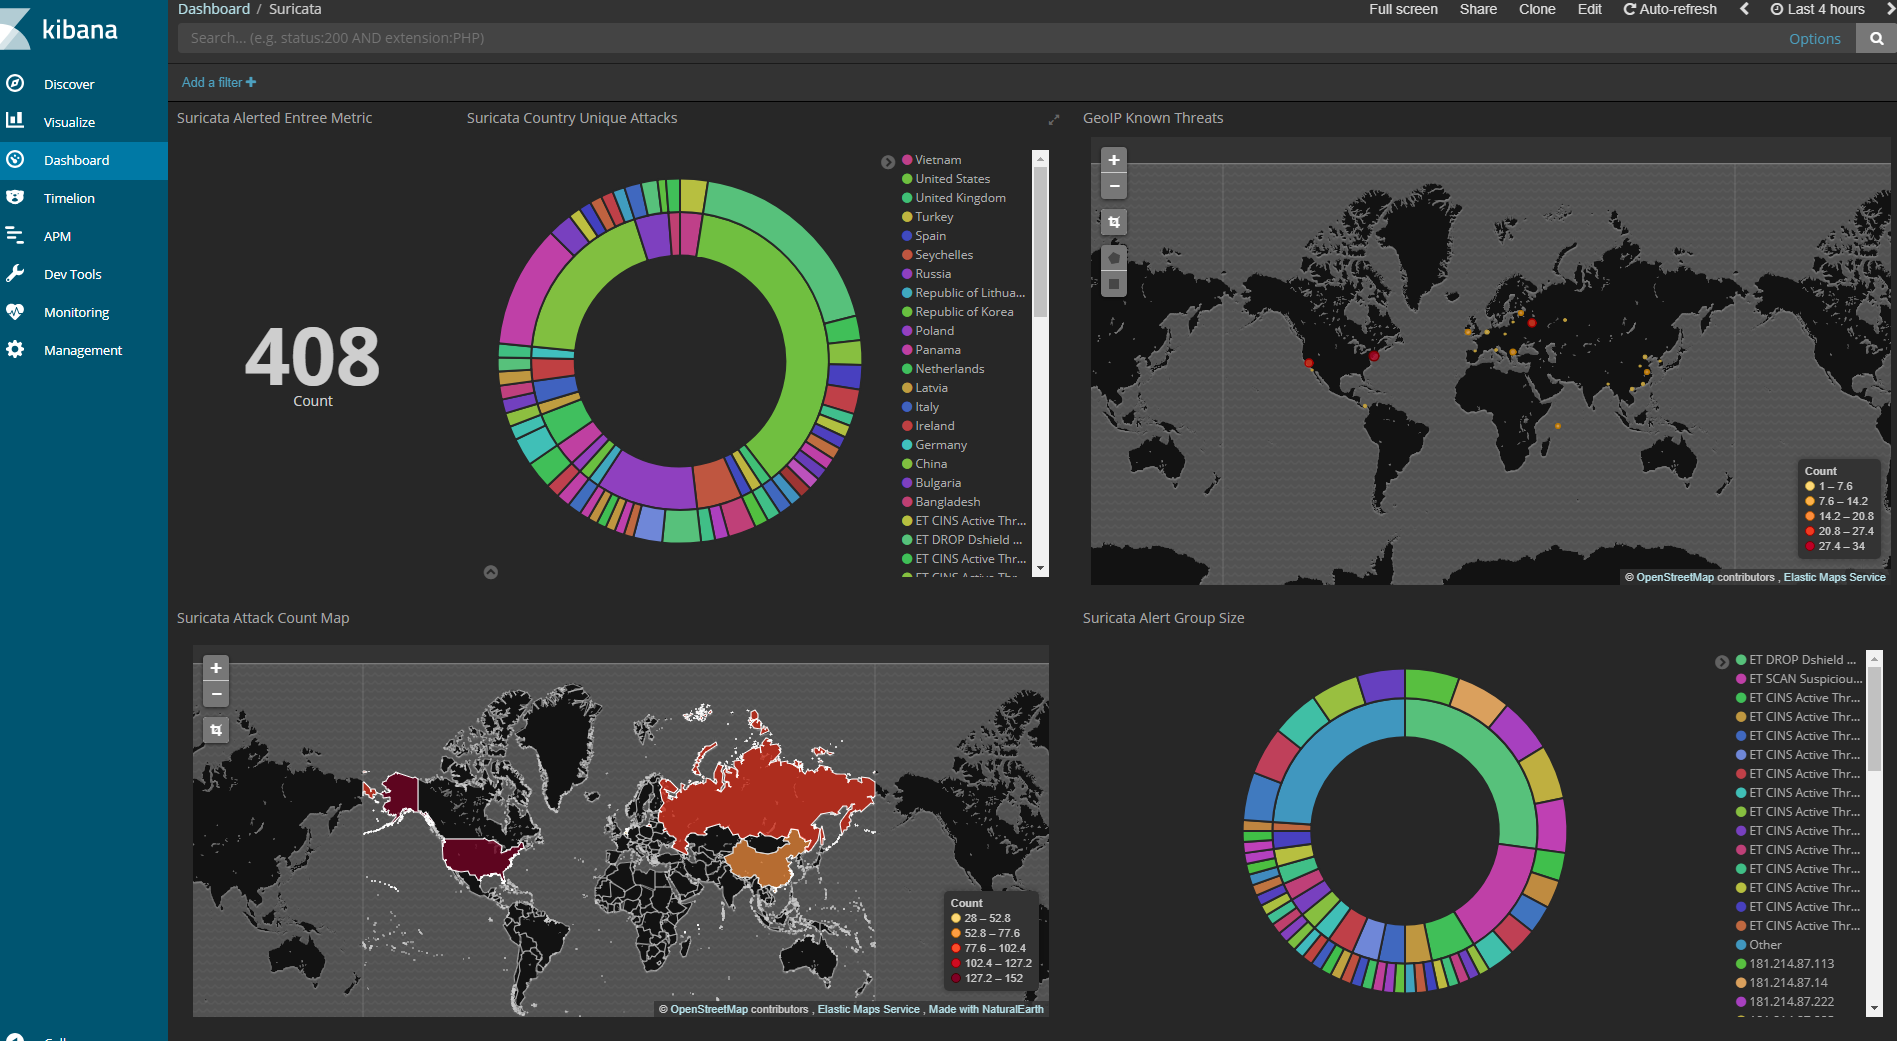 kibana
Discover
Visualize
Dashboard
Timelion
APM
Dev Tools
Monitoring
Management
Dashboard / Suricata
Full screen Share Clone Edit Auto-refresh Last 4 hours
Search... (e.g. status:200 AND extension:PHP)
Options
Add a filter
Suricata Alerted Entree Metric
408
Count
Suricata Country Unique Attacks
Vietnam
United States
United Kingdom
Turkey
Spain
Seychelles
Russia
Republic of Lithua...
Republic of Korea
Poland
Panama
Netherlands
Latvia
Italy
Ireland
Germany
China
Bulgaria
Bangladesh
ET CINS Active Thr...
ET DROP Dshield ...
ET CINS Active Thr...
ET CINS Active Thr...
GeoIP Known Threats
Count
1 – 7.6
7.6 – 14.2
14.2 – 20.8
20.8 – 27.4
27.4 – 34
© OpenStreetMap contributors , Elastic Maps Service
Suricata Attack Count Map
Count
28 – 52.8
52.8 – 77.6
77.6 – 102.4
102.4 – 127.2
127.2 – 152
© OpenStreetMap contributors , Elastic Maps Service , Made with NaturalEarth
Suricata Alert Group Size
ET DROP Dshield ...
ET SCAN Suspiciou...
ET CINS Active Thr...
ET CINS Active Thr...
ET CINS Active Thr...
ET CINS Active Thr...
ET CINS Active Thr...
ET CINS Active Thr...
ET CINS Active Thr...
ET CINS Active Thr...
ET CINS Active Thr...
ET CINS Active Thr...
ET CINS Active Thr...
ET CINS Active Thr...
ET CINS Active Thr...
Other
181.214.87.113
181.214.87.14
181.214.87.222